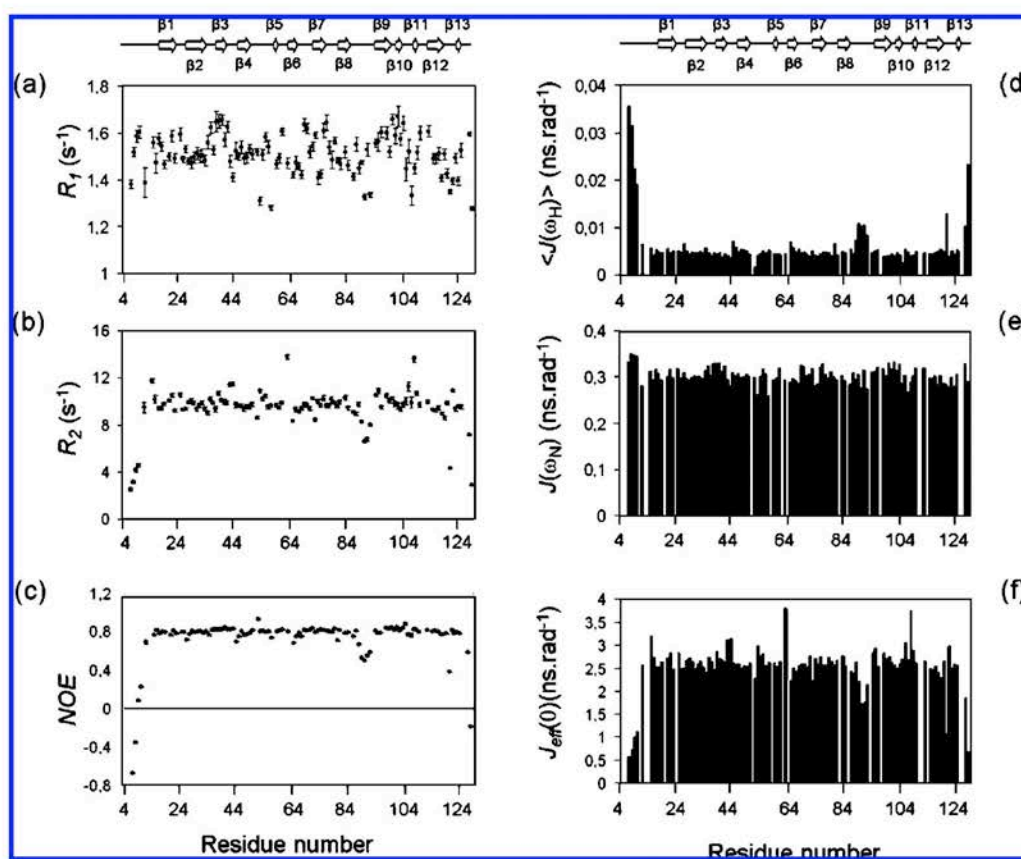 β1 β3 β5 β7 β9 β11 β13
β2 β4 β6 β8 β10 β12
β1 β3 β5 β7 β9 β11 β13
β2 β4 β6 β8 β10 β12
(a)
R1 (s-1)
1,8
1,6
1,4
1,2
1
4 24 44 64 84 104 124
(d)
<J(ωH)> (ns.rad-1)
0,04
0,03
0,02
0,01
0
4 24 44 64 84 104 124
(b)
R2 (s-1)
16
12
8
4
0
4 24 44 64 84 104 124
(e
J(ωN) (ns.rad-1)
0,4
0,3
0,2
0,1
0
4 24 44 64 84 104 124
(c)
NOE
1,2
0.8
0.4
0
-0.4
-0.8
4 24 44 64 84 104 124
Residue number
(f)
Jeff(0)(ns.rad-1)
4
3.5
3
2.5
2
1.5
1
0.5
0
4 24 44 64 84 104 124
Residue number